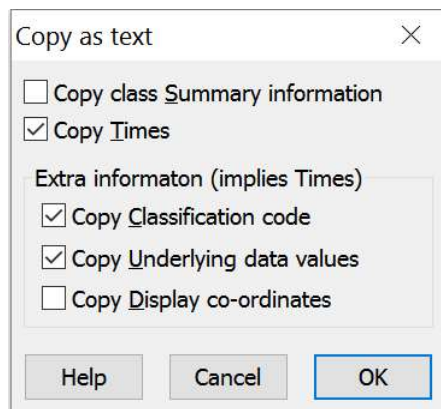 Copy as text
Copy class Summary information
Copy Times
Extra informaton (implies Times)
Copy Classification code
Copy Underlying data values
Copy Display co-ordinates
Help Cancel OK